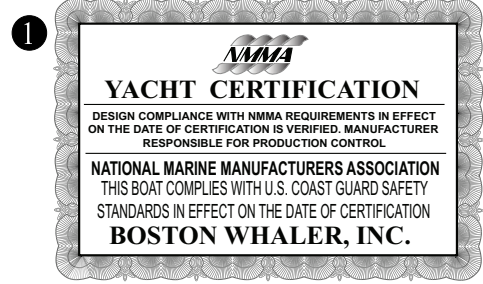 1
NMMA
YACHT CERTIFICATION
DESIGN COMPLIANCE WITH NMMA REQUIREMENTS IN EFFECT
ON THE DATE OF CERTIFICATION IS VERIFIED. MANUFACTURER
RESPONSIBLE FOR PRODUCTION CONTROL
NATIONAL MARINE MANUFACTURERS ASSOCIATION
THIS BOAT COMPLIES WITH U.S. COAST GUARD SAFETY
STANDARDS IN EFFECT ON THE DATE OF CERTIFICATION
BOSTON WHALER, INC.